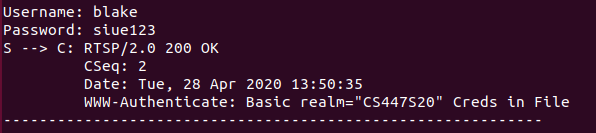 Username: blake
Password: siue123
S --> C: RTSP/2.0 200 OK
CSeq: 2
Date: Tue, 28 Apr 2020 13:50:35
WWW-Authenticate: Basic realm="CS447S20" Creds in File
------------------------------------------------------------